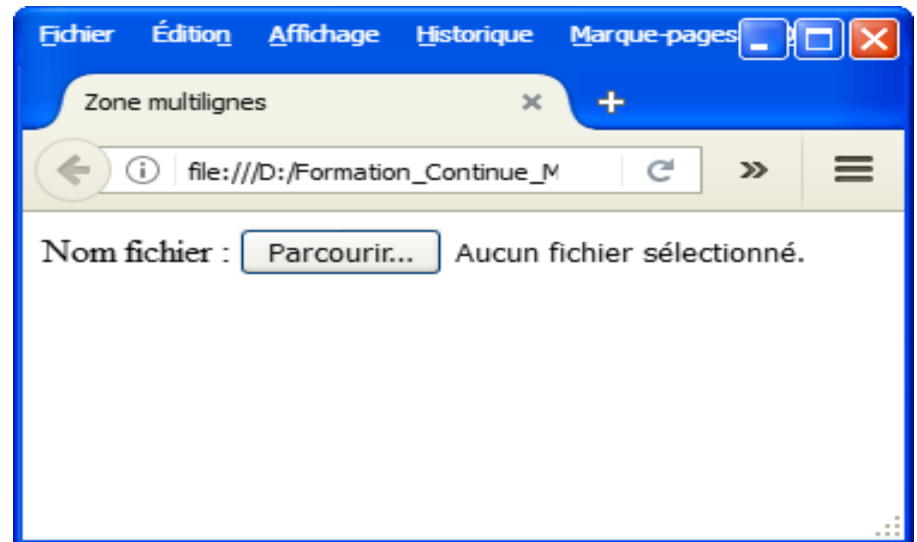 Fichier Édition Affichage Historique Marque-pages
Zone multilignes
file:///D:/Formation_Continue_M
Nom fichier : Parcourir... Aucun fichier sélectionné.